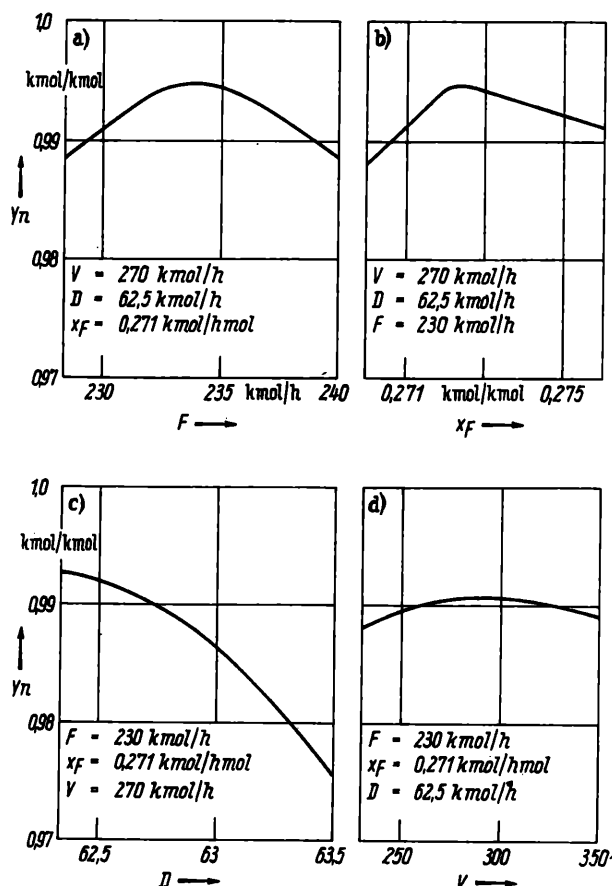 1,0
a)
kmol/kmol
0,99
yn
0,98
V = 270 kmol/h
D = 62,5 kmol/h
xF = 0,271 kmol/hmol
0,97
230 235 kmol/h 240
F
b)
V = 270 kmol/h
D = 62,5 kmol/h
F = 230 kmol/h
0,271 kmol/kmol 0,275
xF
1,0
c)
kmol/kmol
0,99
yn
0,98
F = 230 kmol/h
xF = 0,271 kmol/hmol
V = 270 kmol/h
0,97
62,5 63 63,5
D
d)
F = 230 kmol/h
xF = 0,271 kmol/hmol
D = 62,5 kmol/h
250 300 350
V